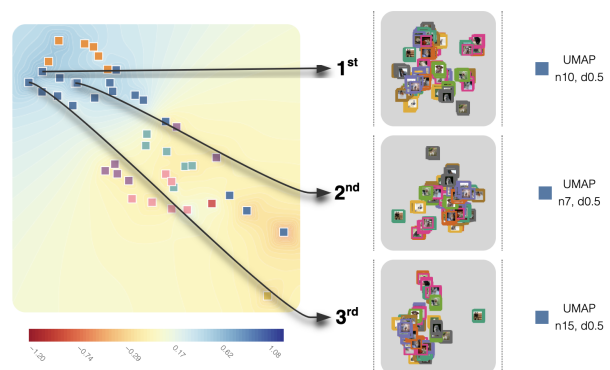 1st
UMAP
n10, d0.5
2nd
UMAP
n7, d0.5
3rd
UMAP
n15, d0.5
-1.20
-0.74
-0.29
0.17
0.62
1.08